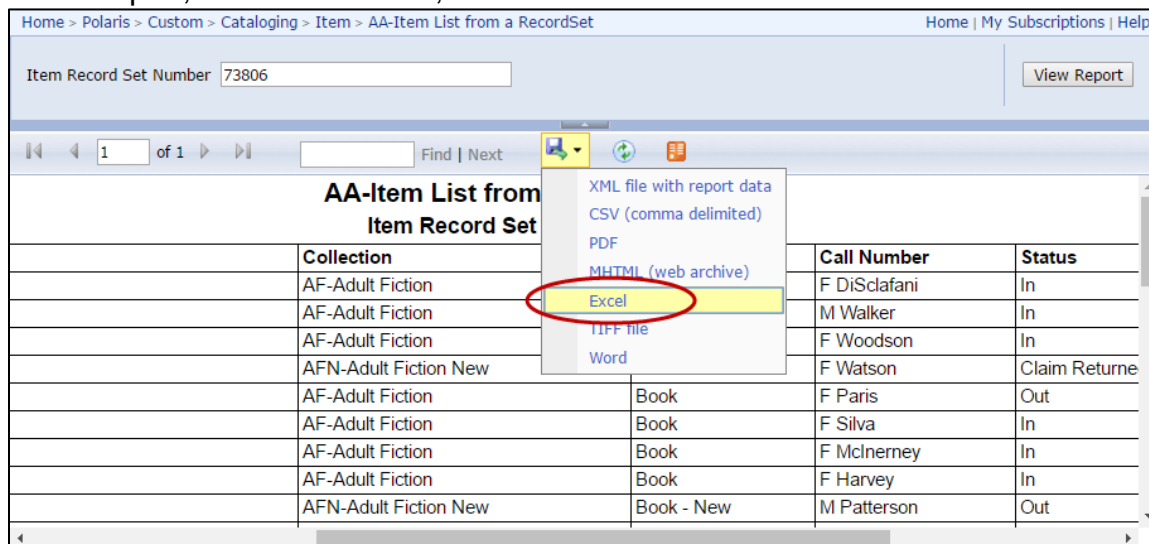 Home > Polaris > Custom > Cataloging > Item > AA-Item List from a RecordSet Home | My Subscriptions | Help
Item Record Set Number 73806 View Report
1 of 1 Find | Next
XML file with report data
CSV (comma delimited)
PDF
MHTML (web archive)
Excel
TIFF file
Word
AA-Item List from
Item Record Set
Collection Call Number Status
AF-Adult Fiction F DiSclafani In
AF-Adult Fiction M Walker In
AF-Adult Fiction F Woodson In
AFN-Adult Fiction New F Watson Claim Returne
AF-Adult Fiction Book F Paris Out
AF-Adult Fiction Book F Silva In
AF-Adult Fiction Book F McInerney In
AF-Adult Fiction Book F Harvey In
AFN-Adult Fiction New Book - New M Patterson Out